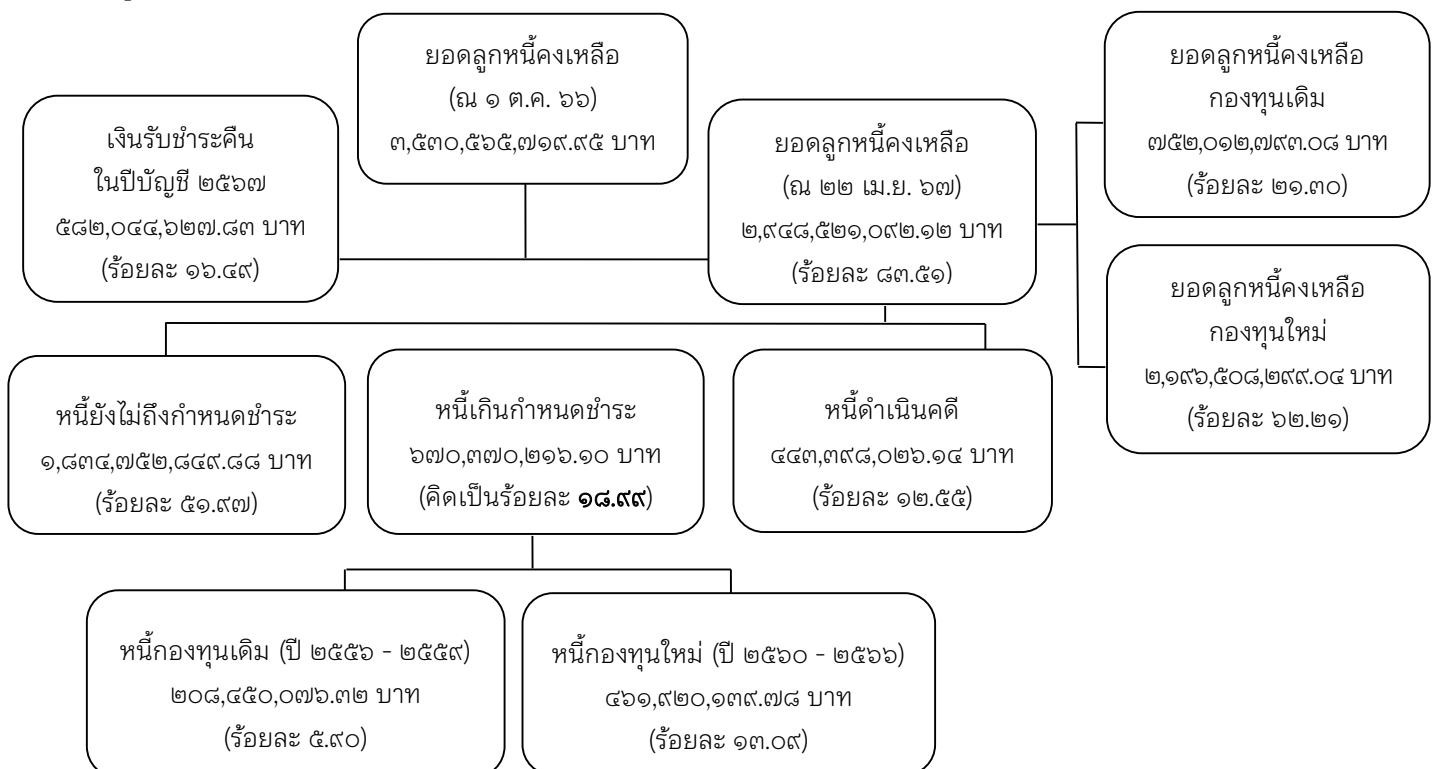 ยอดลูกหนี้คงเหลือ
(ณ ๑ ต.ค. ๖๖)
๓,๕๓๐,๕๖๕,๗๑๙.๙๕ บาท
เงินรับชำระคืน
ในปีบัญชี ๒๕๖๗
๕๘๒,๐๔๔,๖๒๗.๘๓ บาท
(ร้อยละ ๑๖.๔๙)
ยอดลูกหนี้คงเหลือ
(ณ ๒๒ เม.ย. ๖๗)
๒,๙๔๘,๕๒๑,๐๙๒.๑๒ บาท
(ร้อยละ ๘๓.๕๑)
ยอดลูกหนี้คงเหลือ
กองทุนเดิม
๗๕๒,๐๑๒,๗๙๓.๐๘ บาท
(ร้อยละ ๒๑.๓๐)
ยอดลูกหนี้คงเหลือ
กองทุนใหม่
๒,๑๙๖,๕๐๘,๒๙๙.๐๔ บาท
(ร้อยละ ๖๒.๒๑)
หนี้ยังไม่ถึงกำหนดชำระ
๑,๘๓๔,๗๕๒,๘๔๙.๘๘ บาท
(ร้อยละ ๕๑.๙๗)
หนี้เกินกำหนดชำระ
๖๗๐,๓๗๐,๒๑๖.๑๐ บาท
(คิดเป็นร้อยละ ๑๘.๙๙)
หนี้ดำเนินคดี
๔๔๓,๓๙๘,๐๒๖.๑๔ บาท
(ร้อยละ ๑๒.๕๕)
หนี้กองทุนเดิม (ปี ๒๕๕๖ - ๒๕๕๙)
๒๐๘,๔๕๐,๐๗๖.๓๒ บาท
(ร้อยละ ๕.๙๐)
หนี้กองทุนใหม่ (ปี ๒๕๖๐ - ๒๕๖๖)
๔๖๑,๙๒๐,๑๓๙.๗๘ บาท
(ร้อยละ ๑๓.๐๙)